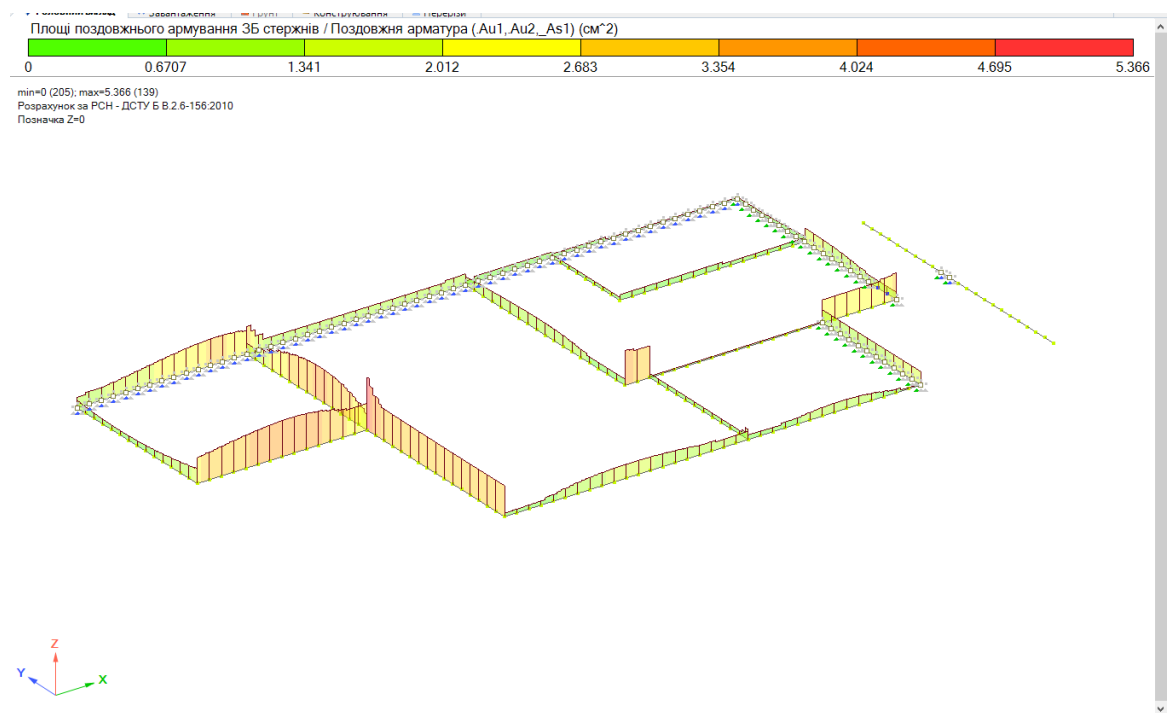 Площі поздовжнього армування ЗБ стержнів / Поздовжня арматура (.Au1,.Au2,_As1) (см^2)
0 0.6707 1.341 2.012 2.683 3.354 4.024 4.695 5.366
min=0 (205); max=5.366 (139)
Розрахунок за РСН - ДСТУ Б В.2.6-156:2010
Позначка Z=0
Z
Y
X